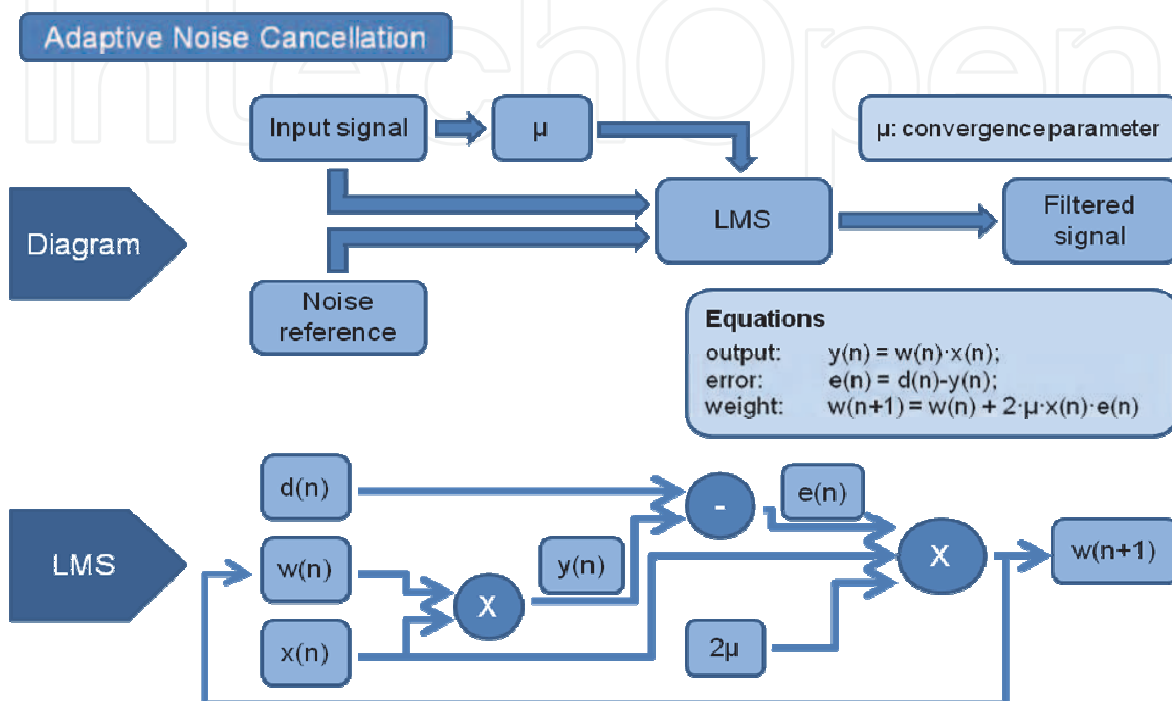 IntechOpen
Adaptive Noise Cancellation
Input signal
μ
μ: convergence parameter
Diagram
LMS
Filtered
signal
Noise
reference
Equations
output: y(n) = w(n)·x(n);
error: e(n) = d(n)-y(n);
weight: w(n+1) = w(n) + 2·μ·x(n)·e(n)
d(n)
-
e(n)
LMS
w(n)
X
y(n)
X
w(n+1)
x(n)
2μ